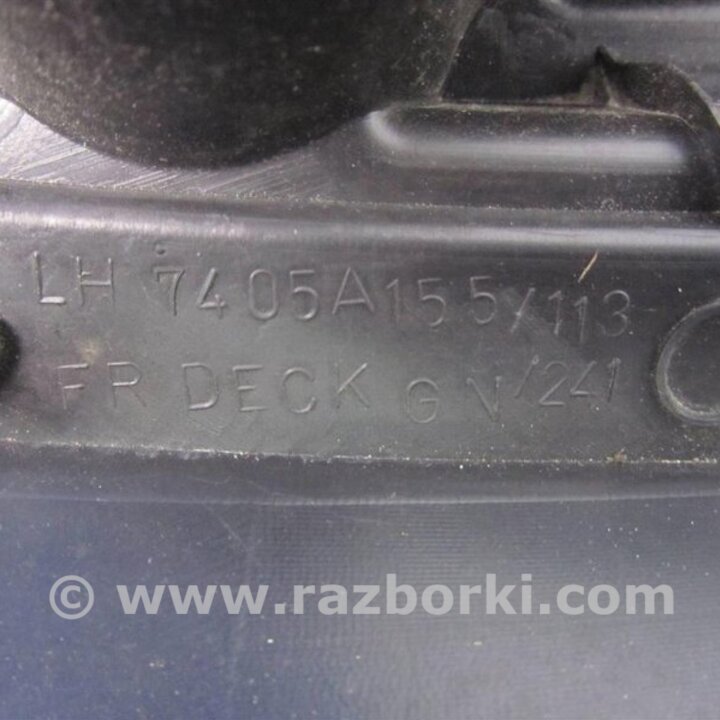 LH 7405A155/113
FR DECK G N/241
© www.razborki.com